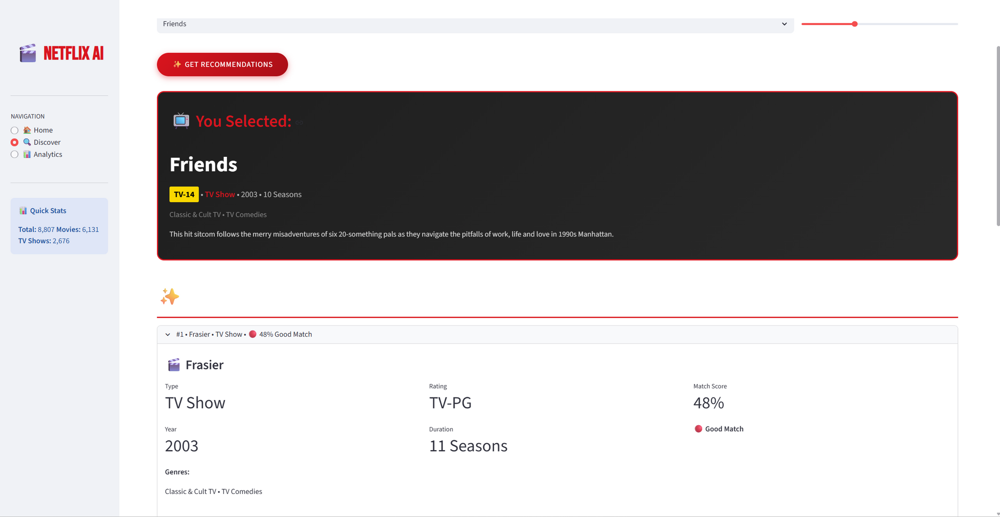 NETFLIX AI
NAVIGATION
Home
Discover
Analytics
Quick Stats
Total: 8,807 Movies: 6,131
TV Shows: 2,676
Friends
✨ GET RECOMMENDATIONS
You Selected:
Friends
TV-14 • TV Show • 2003 • 10 Seasons
Classic & Cult TV • TV Comedies
This hit sitcom follows the merry misadventures of six 20-something pals as they navigate the pitfalls of work, life and love in 1990s Manhattan.
#1 • Frasier • TV Show • 🔴 48% Good Match
Frasier
Type
TV Show
Rating
TV-PG
Match Score
48%
Year
2003
Duration
11 Seasons
🔴 Good Match
Genres:
Classic & Cult TV • TV Comedies